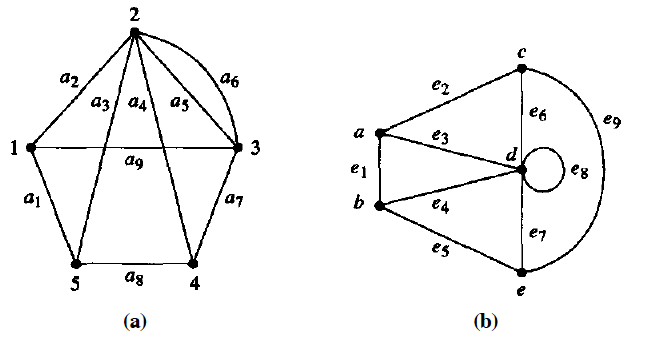 2
a₂
a₃
a₄
a₅
a₆
1
a₉
3
a₁
a₇
5
a₈
4
(a)
c
e₂
e₆
e₉
a
e₃
d
e₁
e₈
b
e₄
e₇
e₅
e
(b)